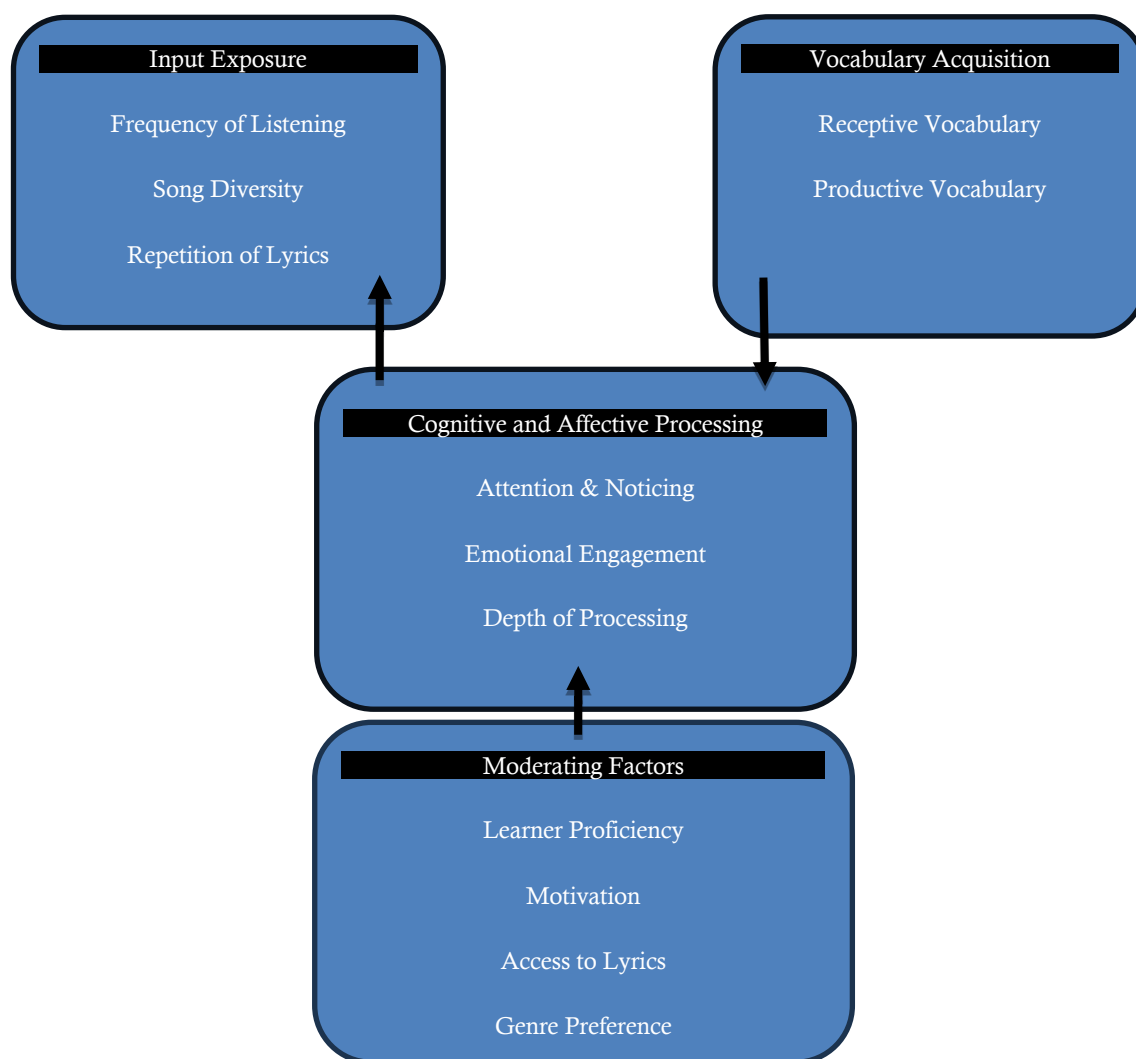 Input Exposure
Frequency of Listening
Song Diversity
Repetition of Lyrics
Vocabulary Acquisition
Receptive Vocabulary
Productive Vocabulary
Cognitive and Affective Processing
Attention & Noticing
Emotional Engagement
Depth of Processing
Moderating Factors
Learner Proficiency
Motivation
Access to Lyrics
Genre Preference